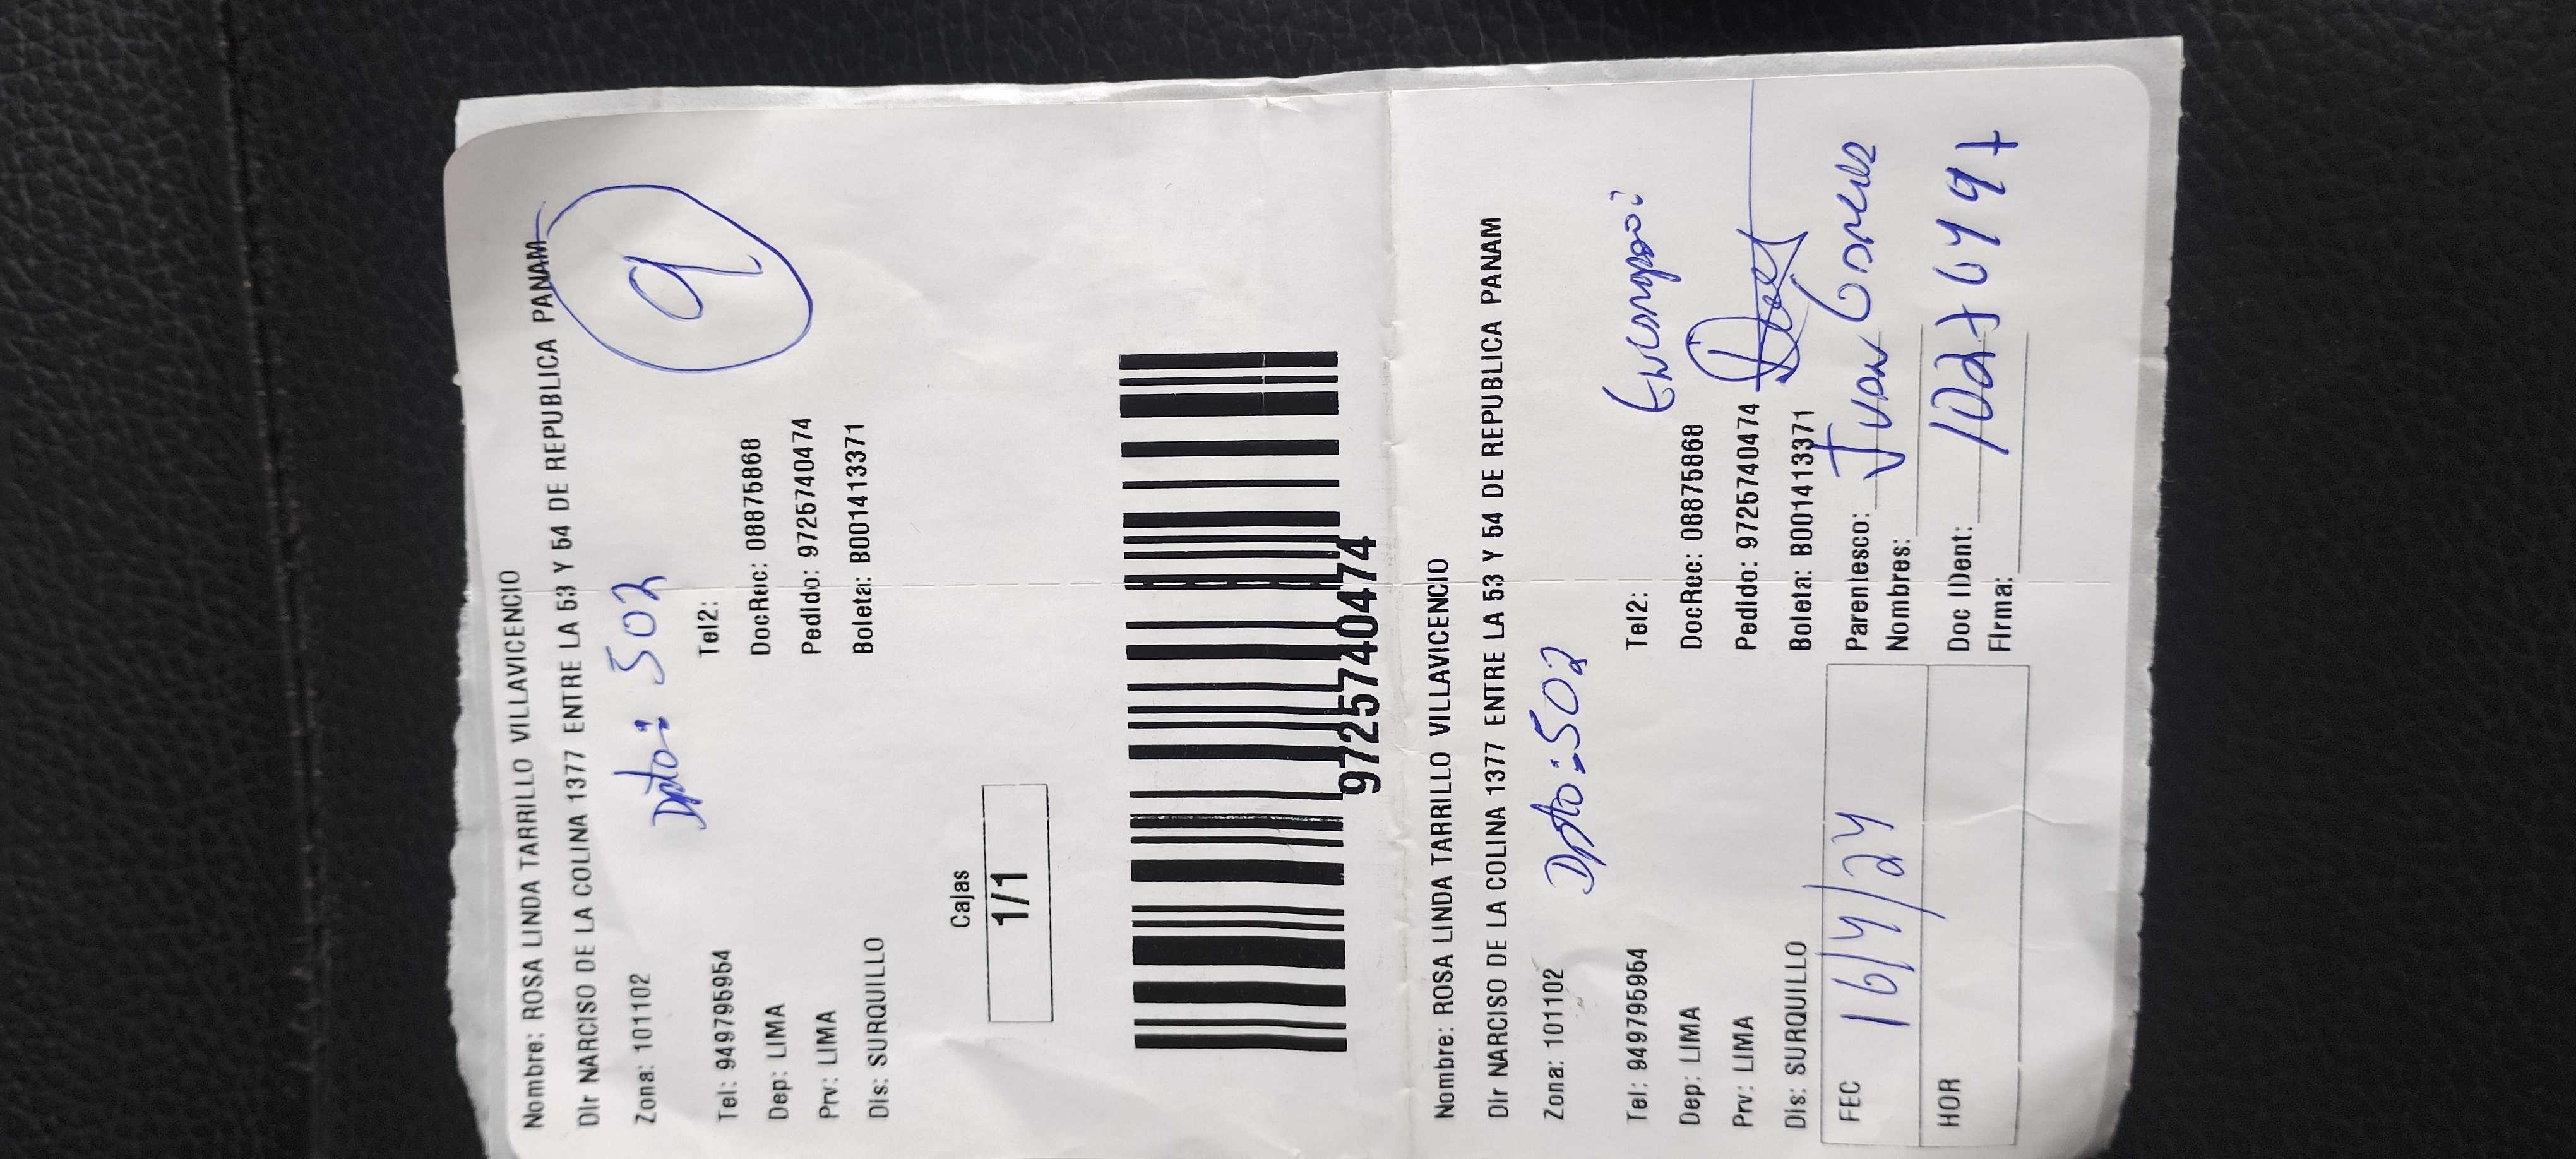 Nombre: ROSA LINDA TARRILLO VILLAVICENCIO
DIr NARCISO DE LA COLINA 1377 ENTRE LA 53 Y 54 DE REPUBLICA PANAM
Zona: 101102
Dpto: 502
9
Tel: 949795954
Tel2:
Dep: LIMA
DocRec: 08875868
Prv: LIMA
Pedido: 9725740474
Dis: SURQUILLO
Boleta: B001413371
Cajas
1/1
9725740474
Nombre: ROSA LINDA TARRILLO VILLAVICENCIO
DIr NARCISO DE LA COLINA 1377 ENTRE LA 53 Y 54 DE REPUBLICA PANAM
Zona: 101102
Dpto: 502
Tel: 949795954
Tel2:
Dep: LIMA
DocRec: 08875868
Prv: LIMA
Pedido: 9725740474
Dis: SURQUILLO
Boleta: B001413371
FEC 16/4/24
Parentesco: Juan
Nombres:
HOR
Doc IDent:
Firma: